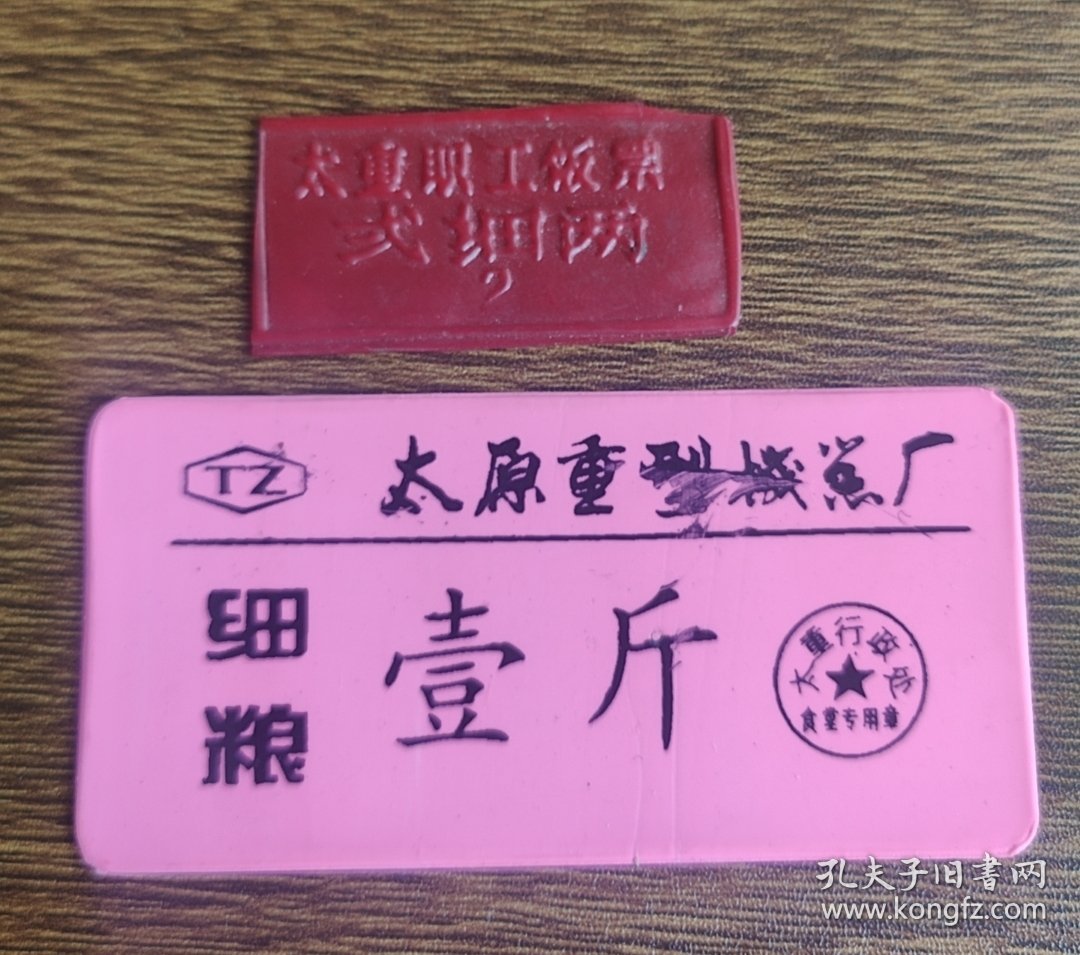 太重职工饭票
贰细两
2
TZ
太原重型机器厂
细粮
壹斤
太重行政处
食堂专用章
孔夫子旧书网
www.kongfz.com